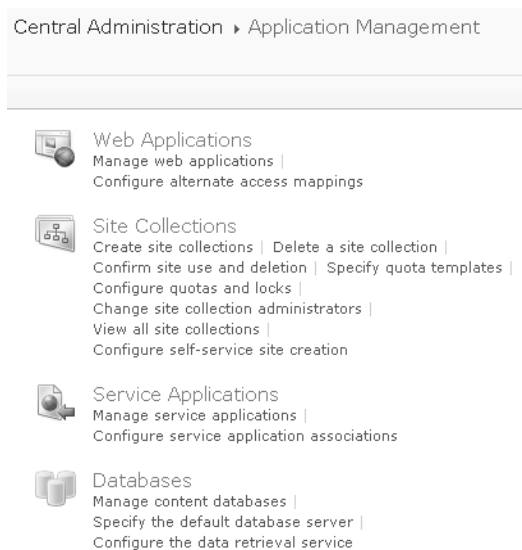 Central Administration ▸ Application Management
Web Applications
Manage web applications |
Configure alternate access mappings
Site Collections
Create site collections | Delete a site collection |
Confirm site use and deletion | Specify quota templates |
Configure quotas and locks |
Change site collection administrators |
View all site collections |
Configure self-service site creation
Service Applications
Manage service applications |
Configure service application associations
Databases
Manage content databases |
Specify the default database server |
Configure the data retrieval service